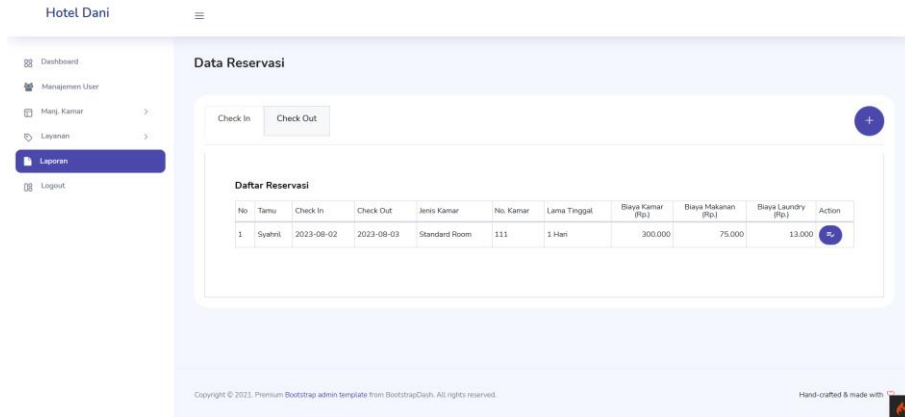 Hotel Dani
Dashboard
Manajemen User
Manj. Kamar
Layanan
Laporan
Logout
Data Reservasi
Check In Check Out
Daftar Reservasi
No Tamu Check In Check Out Jenis Kamar No. Kamar Lama Tinggal Biaya Kamar (Rp.) Biaya Makanan (Rp.) Biaya Laundry (Rp.) Action
1 Syahril 2023-08-02 2023-08-03 Standard Room 111 1 Hari 300.000 75.000 13.000
Copyright © 2021. Premium Bootstrap admin template from BootstrapDash. All rights reserved.
Hand-crafted & made with